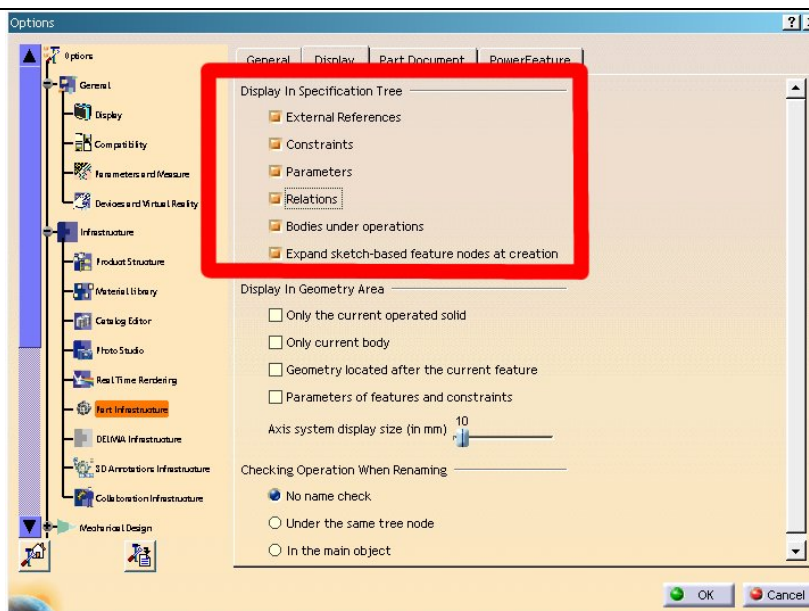 Options
Options
General
Display
Compatibility
Parameters and Measure
Devices and Virtual Reality
Infrastructure
Product Structure
Material Library
Catalog Editor
Photo Studio
Real Time Rendering
Part Infrastructure
DELMIA Infrastructure
3D Annotations Infrastructure
Collaboration Infrastructure
Mechanical Design
General Display Part Document PowerFeature
Display In Specification Tree
External References
Constraints
Parameters
Relations
Bodies under operations
Expand sketch-based feature nodes at creation
Display In Geometry Area
Only the current operated solid
Only current body
Geometry located after the current feature
Parameters of features and constraints
Axis system display size (in mm) 10
Checking Operation When Renaming
No name check
Under the same tree node
In the main object
OK Cancel